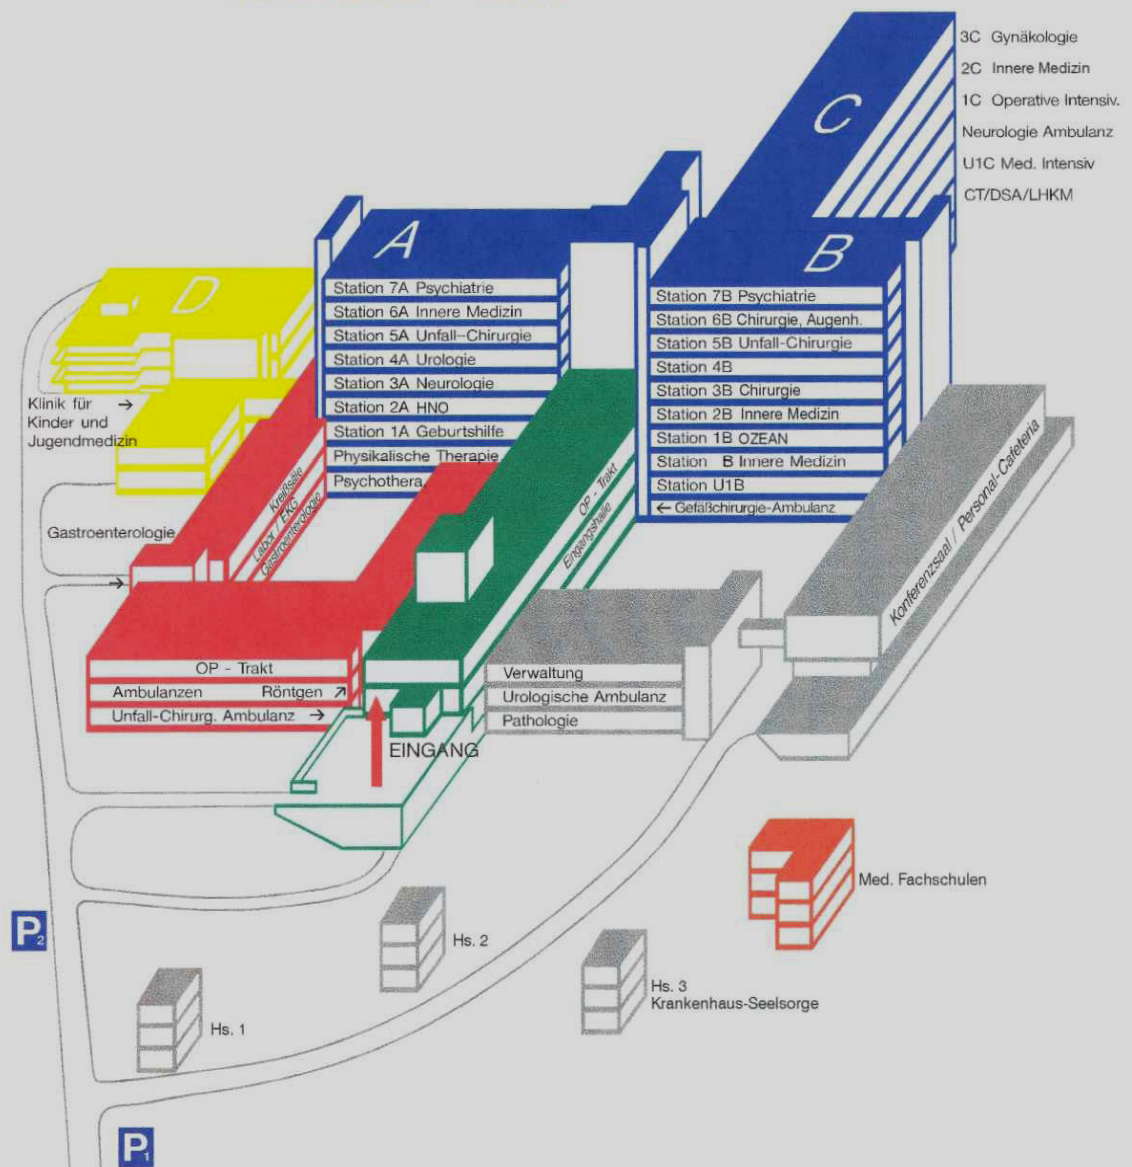 3C Gynäkologie
2C Innere Medizin
1C Operative Intensiv.
Neurologie Ambulanz
U1C Med. Intensiv
CT/DSA/LHKM
C
A
B
D
Station 7A Psychiatrie
Station 6A Innere Medizin
Station 5A Unfall-Chirurgie
Station 4A Urologie
Station 3A Neurologie
Station 2A HNO
Station 1A Geburtshilfe
Physikalische Therapie
Psychothera
Station 7B Psychiatrie
Station 6B Chirurgie, Augenh.
Station 5B Unfall-Chirurgie
Station 4B
Station 3B Chirurgie
Station 2B Innere Medizin
Station 1B OZEAN
Station B Innere Medizin
Station U1B
← Gefäßchirurgie-Ambulanz
Klinik für →
Kinder und
Jugendmedizin
Gastroenterologie
→
Kreißsäle
Labor / EKG
Gastroenterologie
OP - Trakt
Eingangshalle
Konferenzsaal / Personal-Cafeteria
OP - Trakt
Ambulanzen Röntgen ↗
Unfall-Chirurg. Ambulanz →
Verwaltung
Urologische Ambulanz
Pathologie
EINGANG
Med. Fachschulen
P2
Hs. 2
Hs. 3
Krankenhaus-Seelsorge
Hs. 1
P1